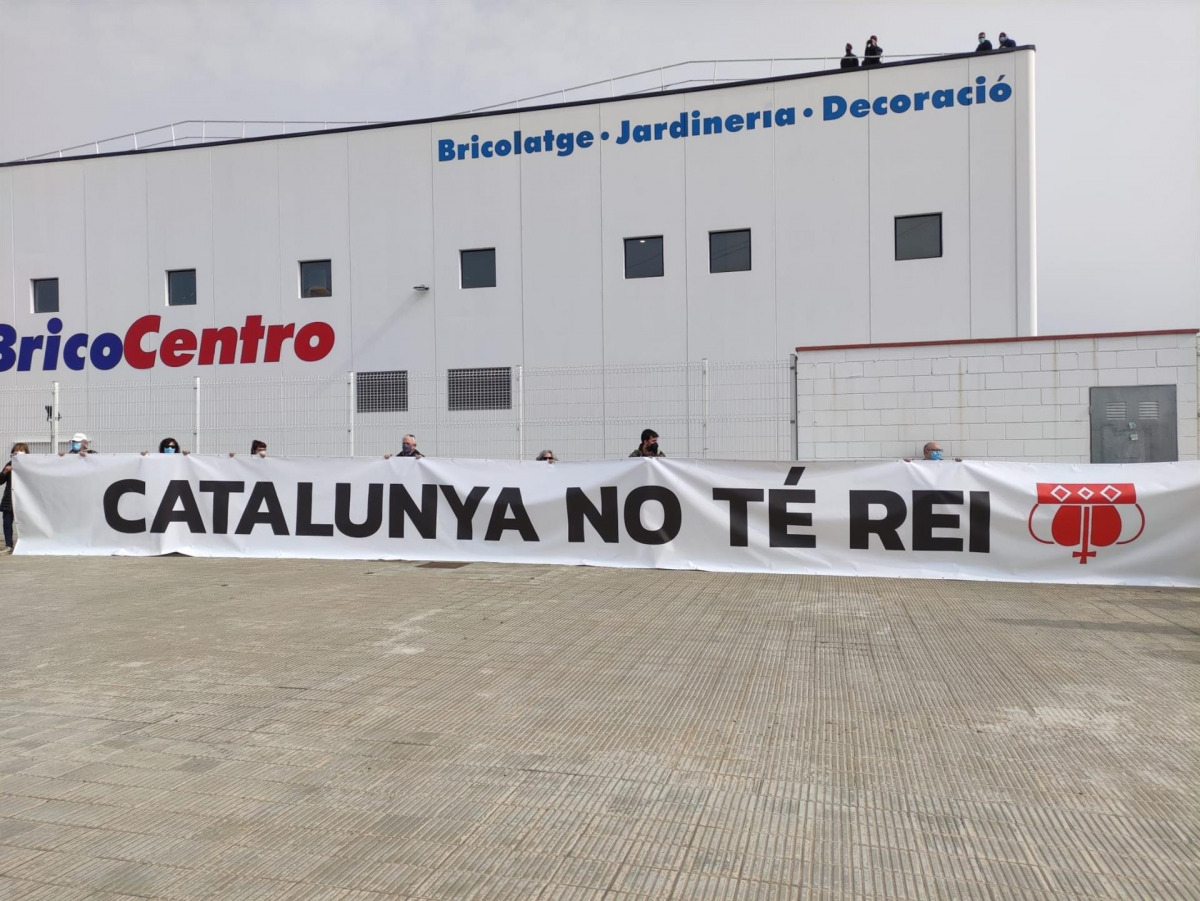 Bricolatge · Jardineria · Decoració
BricoCentro
CATALUNYA NO TÉ REI